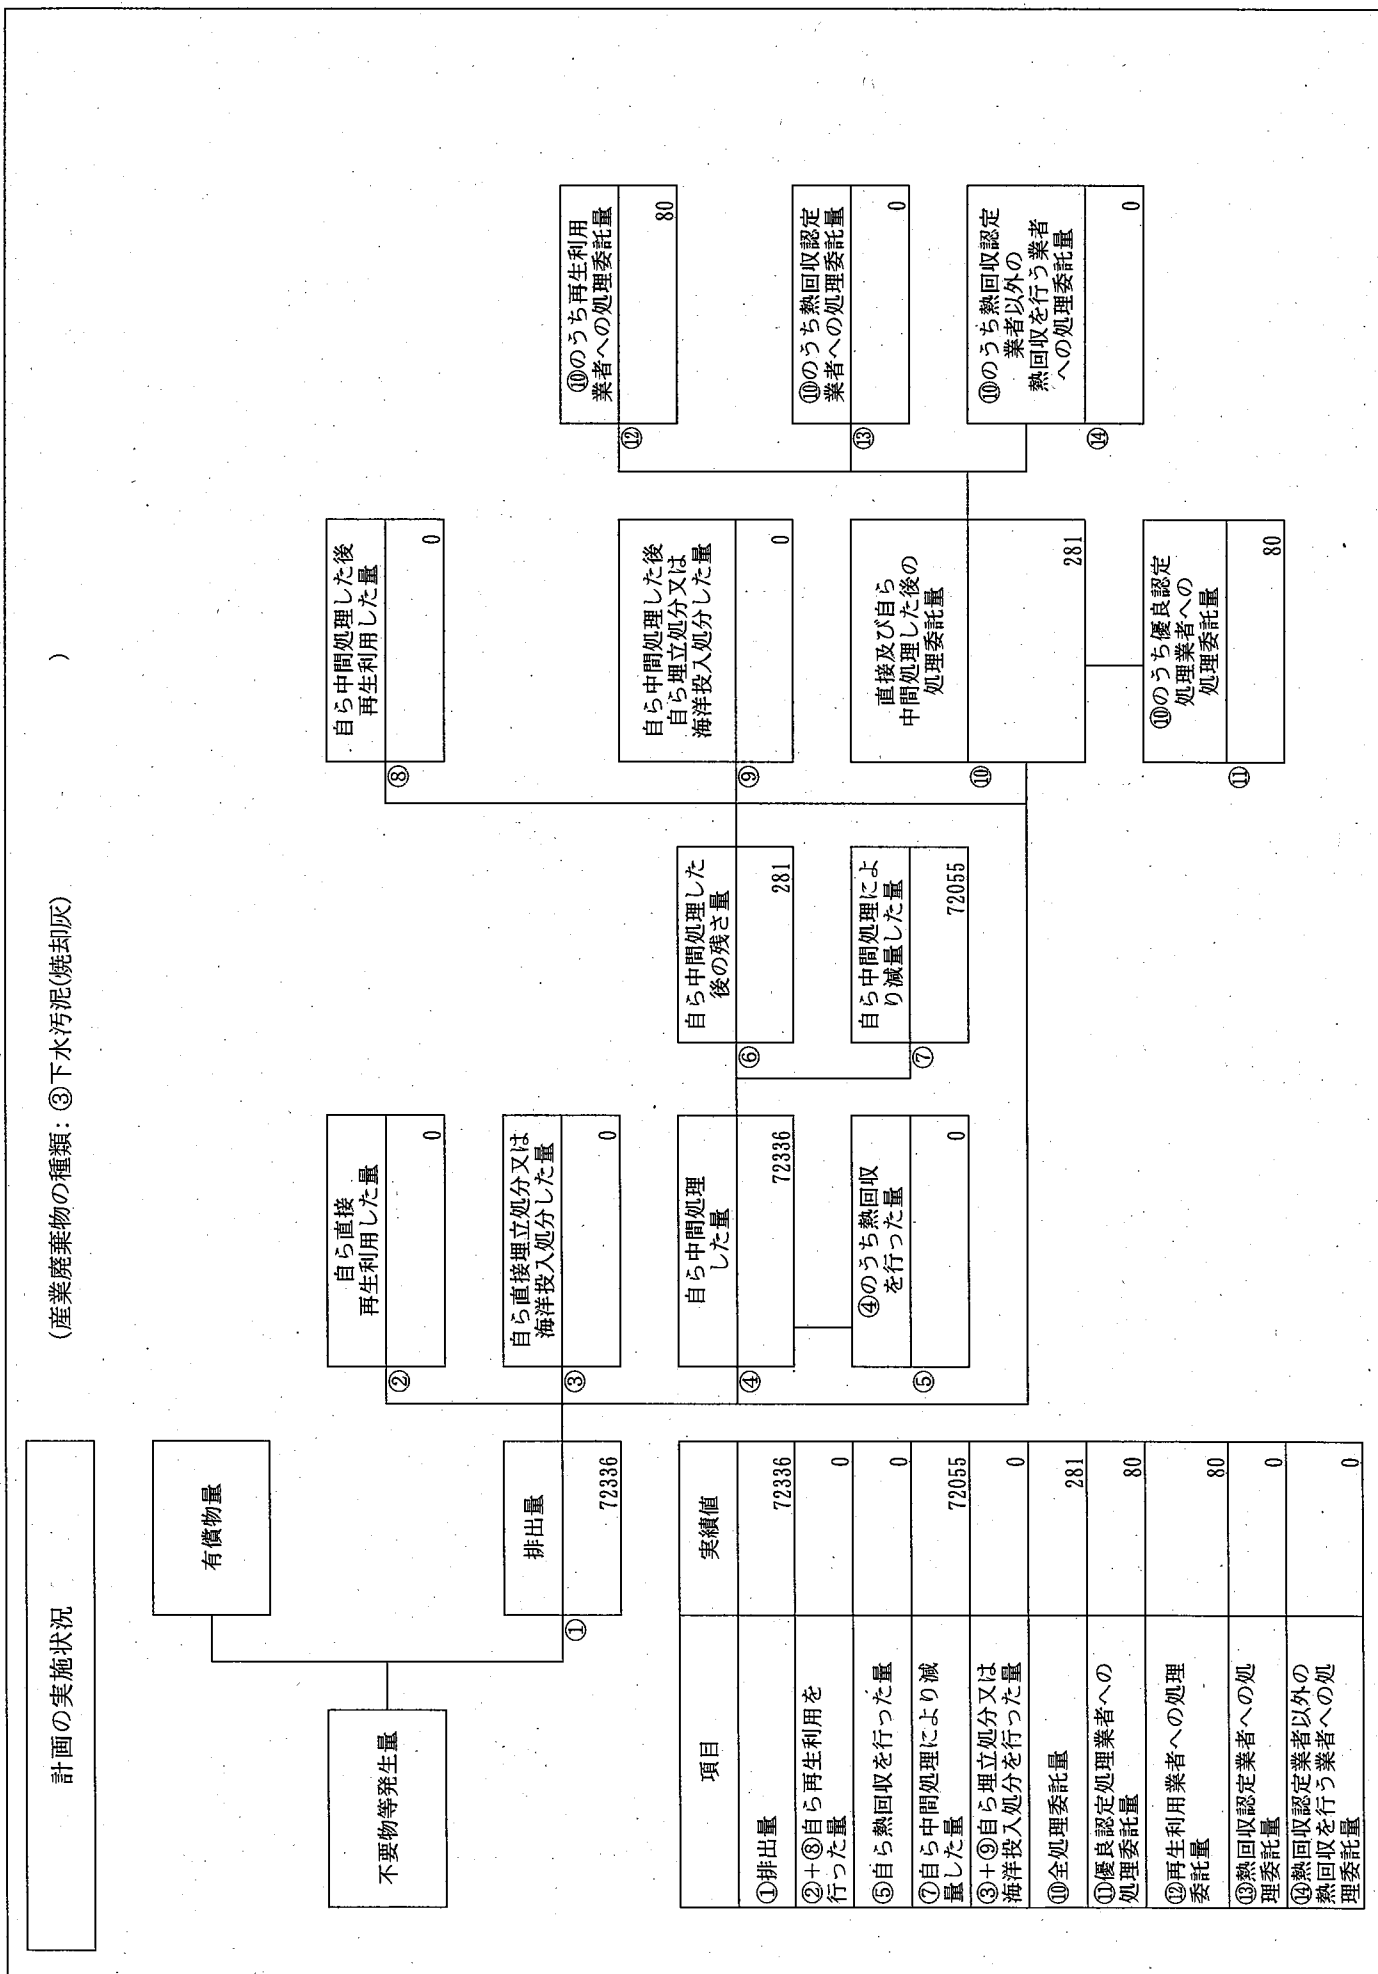 計画の実施状況
(産業廃棄物の種類：③下水汚泥(焼却灰)
)
不要物等発生量
有償物量
①
排出量
72336
②
自ら直接
再生利用した量
0
③
自ら直接埋立処分又は
海洋投入処分した量
0
④
自ら中間処理
した量
72336
⑤
④のうち熱回収
を行った量
0
⑥
自ら中間処理した
後の残さ量
281
⑦
自ら中間処理によ
り減量した量
72055
⑧
自ら中間処理した後
再生利用した量
0
⑨
自ら中間処理した後
自ら埋立処分又は
海洋投入処分した量
0
⑩
直接及び自ら
中間処理した後の
処理委託量
281
⑪
⑩のうち優良認定
処理業者への
処理委託量
80
⑫
⑩のうち再生利用
業者への処理委託量
80
⑬
⑩のうち熱回収認定
業者への処理委託量
0
⑭
⑩のうち熱回収認定
業者以外の
熱回収を行う業者
への処理委託量
0
項目
実績値
①排出量
72336
②+⑧自ら再生利用を
行った量
0
⑤自ら熱回収を行った量
0
⑦自ら中間処理により減
量した量
72055
③+⑨自ら埋立処分又は
海洋投入処分を行った量
0
⑩全処理委託量
281
⑪優良認定処理業者への
処理委託量
80
⑫再生利用業者への処理
委託量
80
⑬熱回収認定業者への処
理委託量
0
⑭熱回収認定業者以外の
熱回収を行う業者への処
理委託量
0